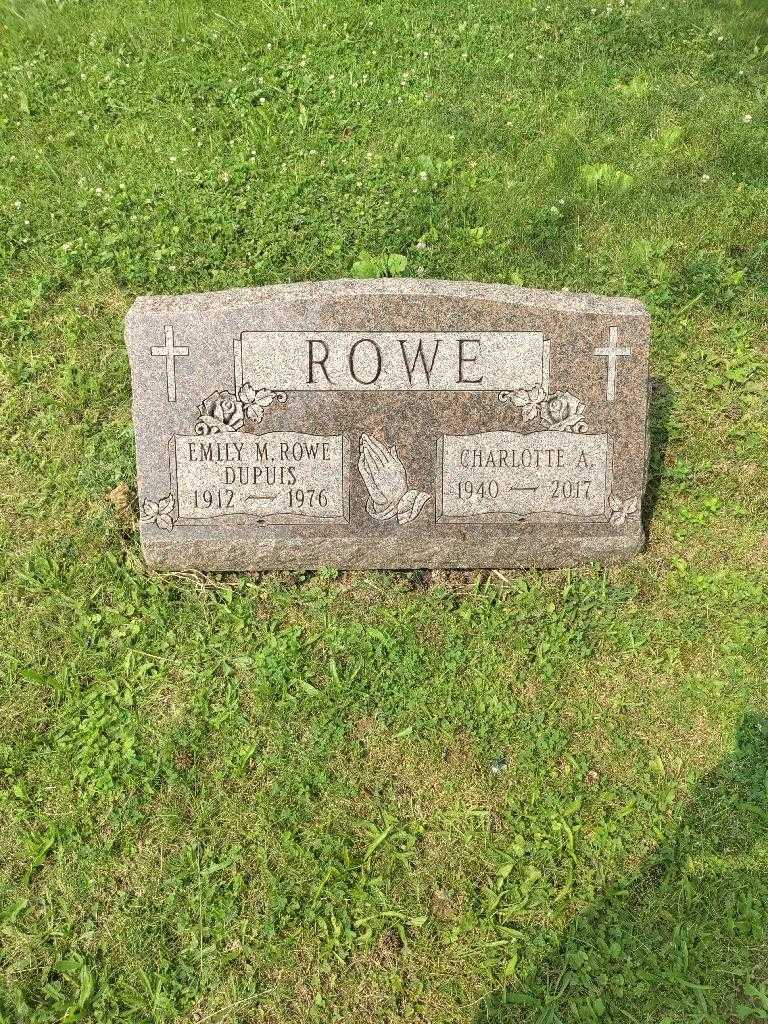 ROWE
EMILY M. ROWE
DUPUIS
1912 — 1976
CHARLOTTE A.
1940 — 2017